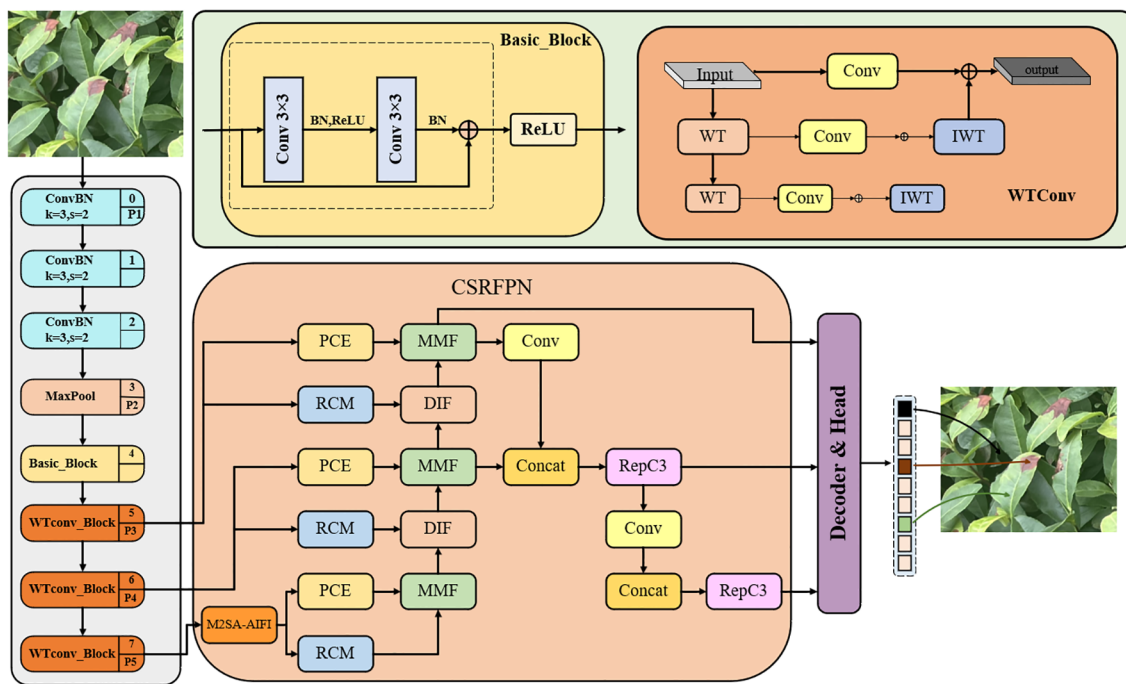 Basic_Block
Conv 3×3
BN,ReLU
Conv 3×3
BN
ReLU
Input
Conv
output
WT
Conv
IWT
WT
Conv
IWT
WTConv
ConvBN
k=3,s=2
0
P1
ConvBN
k=3,s=2
1
ConvBN
k=3,s=2
2
MaxPool
3
P2
Basic_Block
4
WTconv_Block
5
P3
WTconv_Block
6
P4
WTconv_Block
7
P5
CSRFPN
PCE
MMF
Conv
RCM
DIF
PCE
MMF
Concat
RepC3
RCM
DIF
Conv
M2SA-AIFI
PCE
MMF
Concat
RepC3
RCM
Decoder & Head